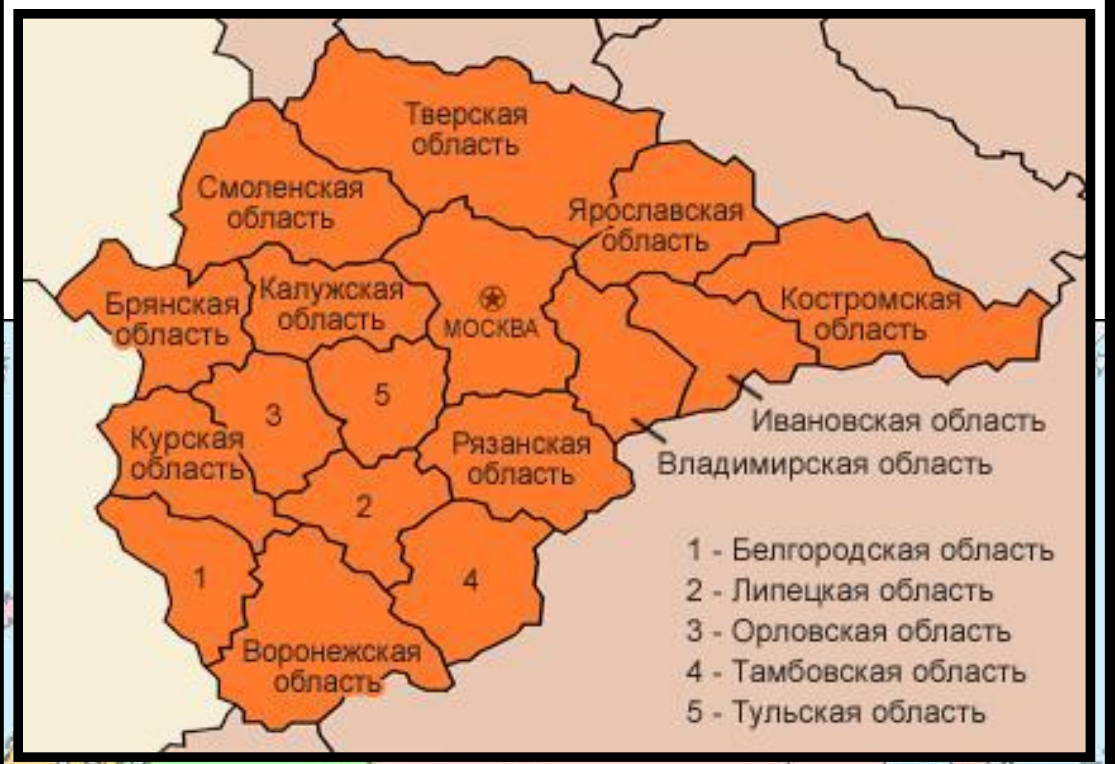 Тверская
область
Смоленская
область
Ярославская
область
Брянская
область
Калужская
область
МОСКВА
Костромская
область
5
3
Ивановская область
Курская
область
Рязанская
область
Владимирская область
2
1
4
Воронежская
область
1 - Белгородская область
2 - Липецкая область
3 - Орловская область
4 - Тамбовская область
5 - Тульская область